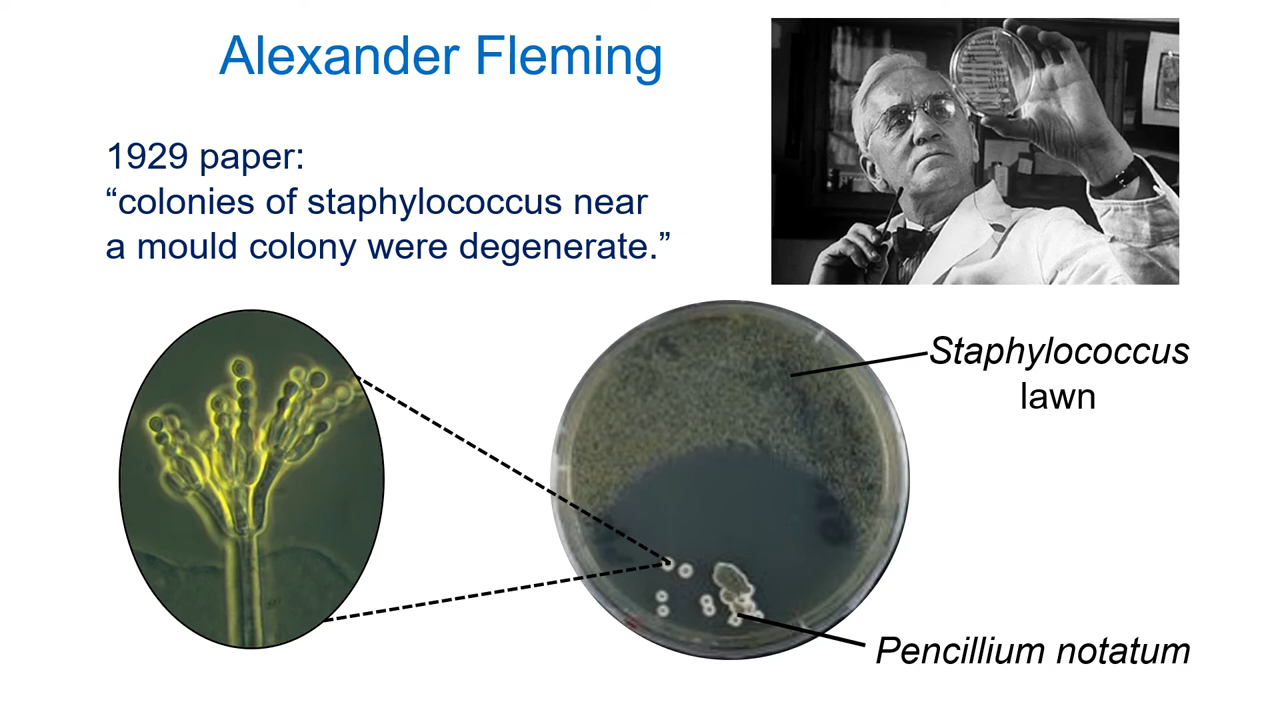 Alexander Fleming
1929 paper:
“colonies of staphylococcus near
a mould colony were degenerate.”
Staphylococcus
lawn
Pencillium notatum